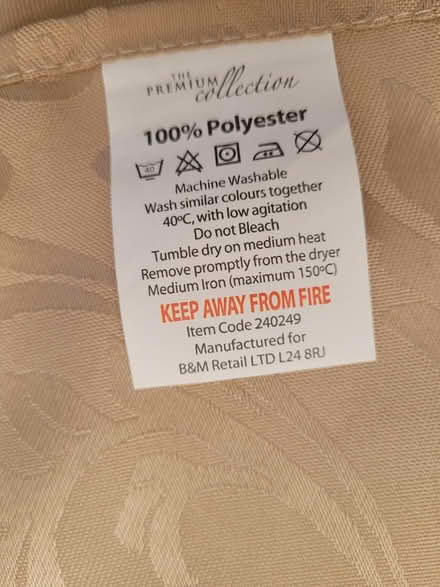 THE
PREMIUM collection
100% Polyester
40
Machine Washable
Wash similar colours together
40ºC, with low agitation
Do not Bleach
Tumble dry on medium heat
Remove promptly from the dryer
Medium Iron (maximum 150ºC)
KEEP AWAY FROM FIRE
Item Code 240249
Manufactured for
B&M Retail LTD L24 8RJ